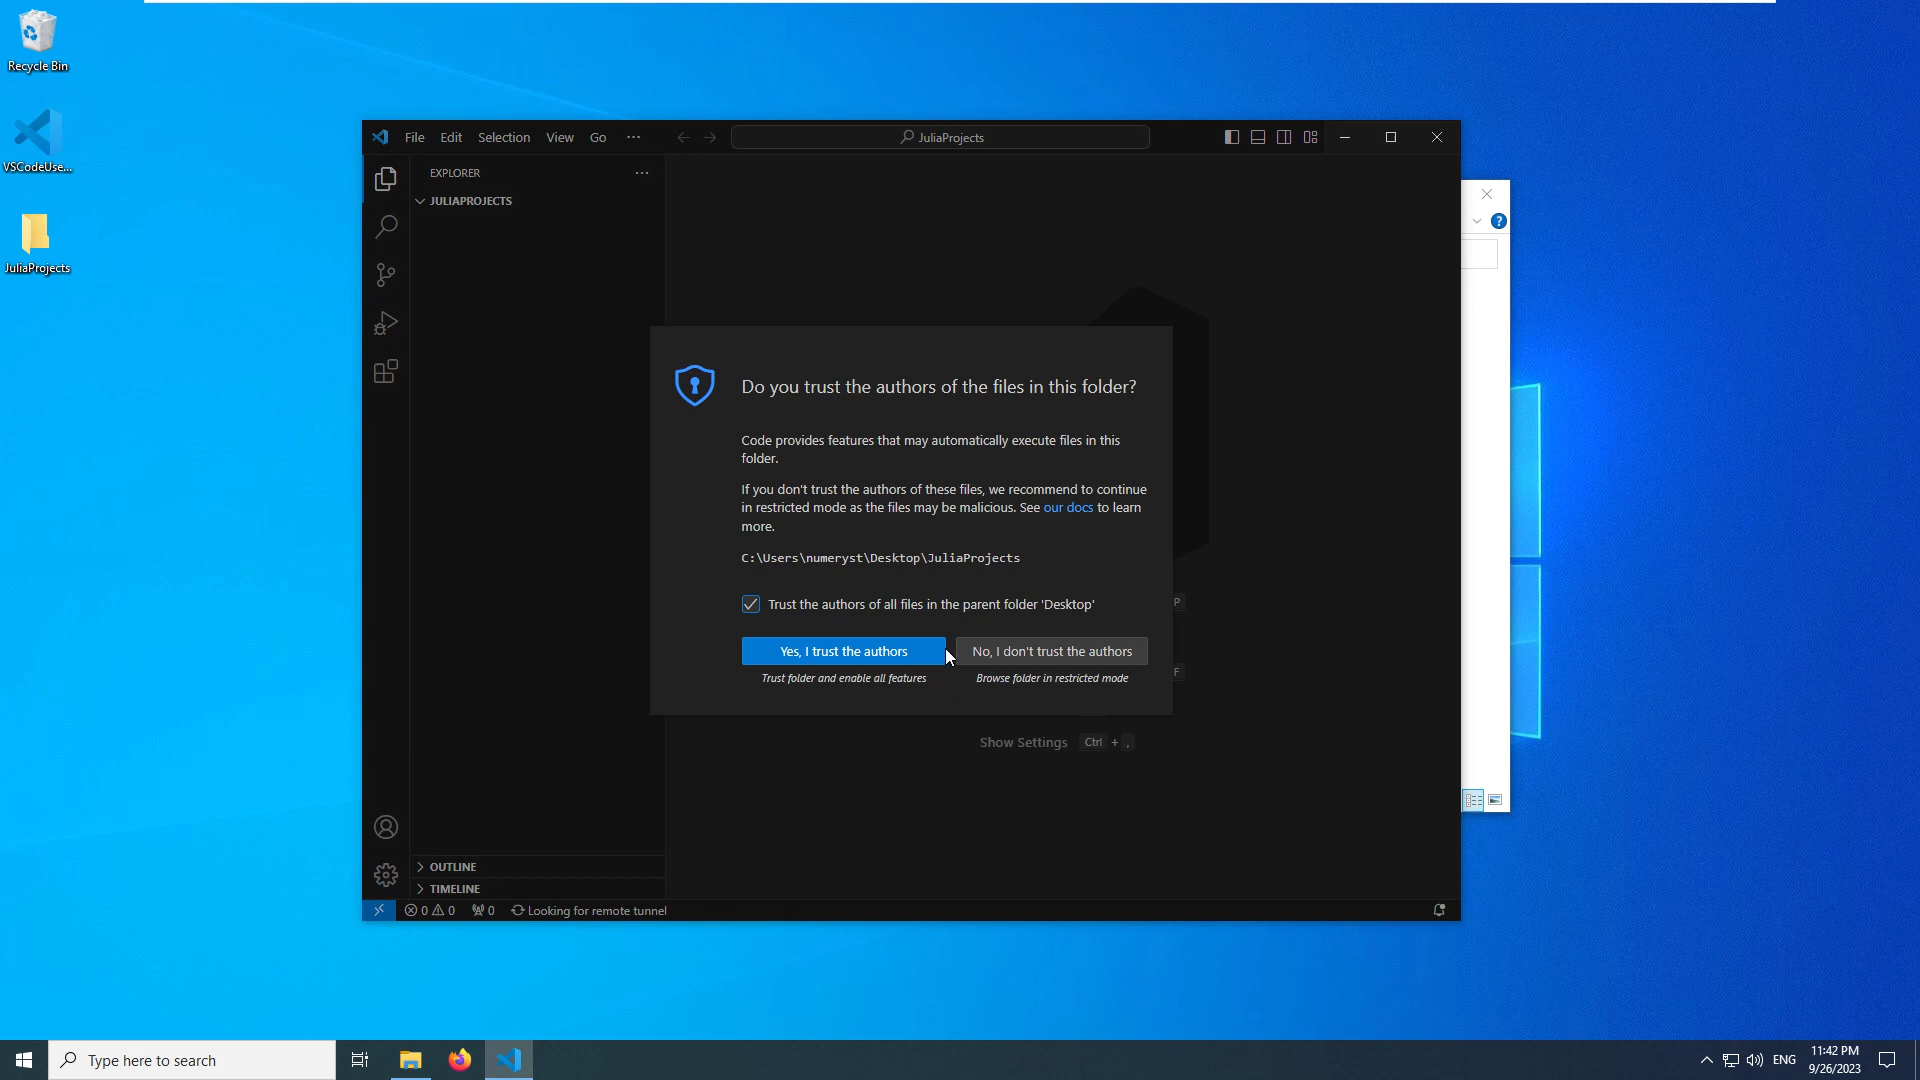 Recycle Bin
VSCodeUse...
JuliaProjects
File Edit Selection View Go ···
JuliaProjects
EXPLORER
JULIAPROJECTS
Do you trust the authors of the files in this folder?
Code provides features that may automatically execute files in this
folder.
If you don't trust the authors of these files, we recommend to continue
in restricted mode as the files may be malicious. See our docs to learn
more.
C:\Users\numeryst\Desktop\JuliaProjects
Trust the authors of all files in the parent folder 'Desktop'
Yes, I trust the authors
No, I don't trust the authors
Trust folder and enable all features
Browse folder in restricted mode
P
F
Show Settings Ctrl + ,
OUTLINE
TIMELINE
0 0 0 Looking for remote tunnel
Type here to search
ENG
11:42 PM
9/26/2023